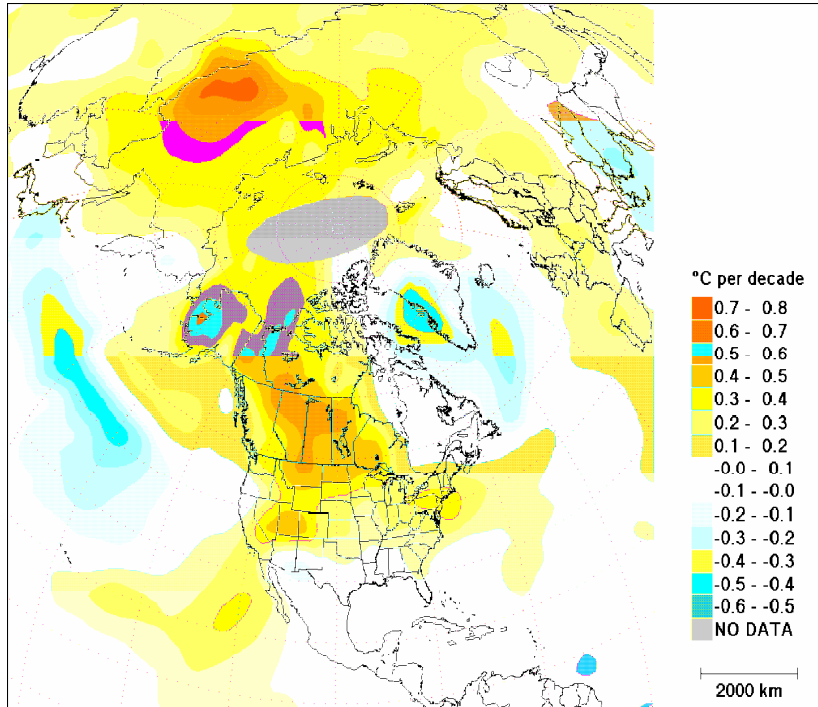 °C per decade
0.7 - 0.8
0.6 - 0.7
0.5 - 0.6
0.4 - 0.5
0.3 - 0.4
0.2 - 0.3
0.1 - 0.2
-0.0 - 0.1
-0.1 - -0.0
-0.2 - -0.1
-0.3 - -0.2
-0.4 - -0.3
-0.5 - -0.4
-0.6 - -0.5
NO DATA
2000 km